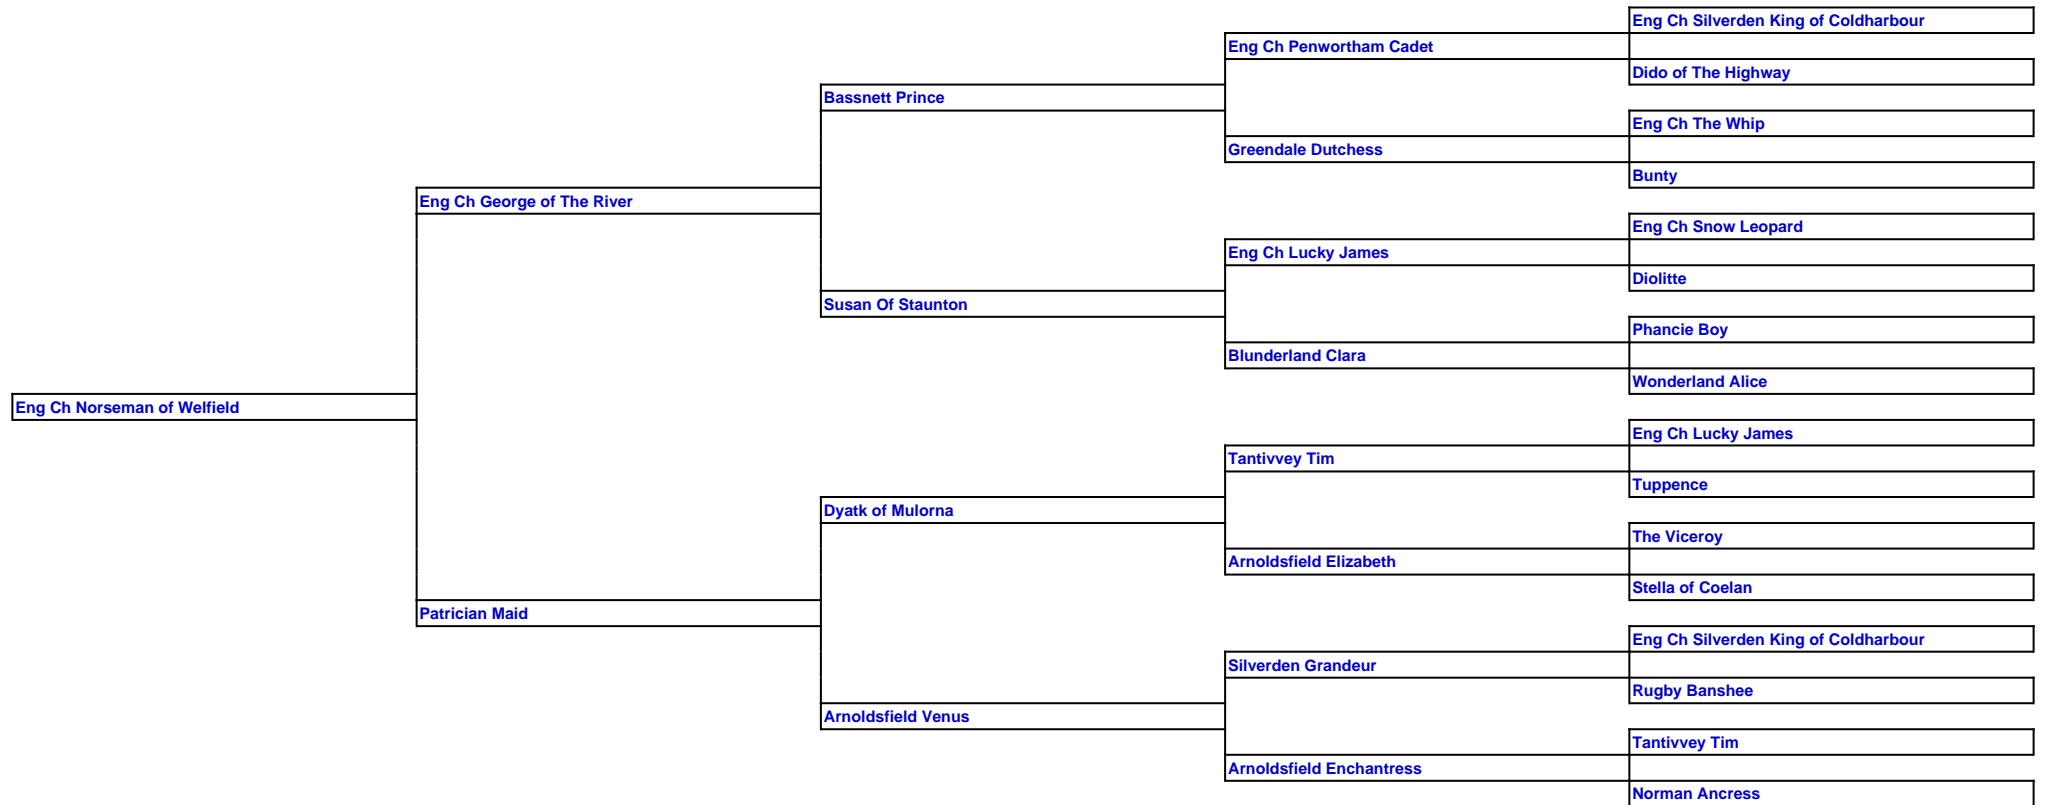 Eng Ch Silverden King of Coldharbour
Eng Ch Penwortham Cadet
Dido of The Highway
Bassnett Prince
Eng Ch The Whip
Greendale Dutchess
Bunty
Eng Ch George of The River
Eng Ch Snow Leopard
Eng Ch Lucky James
Diolitte
Susan Of Staunton
Phancie Boy
Blunderland Clara
Wonderland Alice
Eng Ch Norseman of Welfield
Eng Ch Lucky James
Tantivvey Tim
Tuppence
Dyatk of Mulorna
The Viceroy
Arnoldsfield Elizabeth
Stella of Coelan
Patrician Maid
Eng Ch Silverden King of Coldharbour
Silverden Grandeur
Rugby Banshee
Arnoldsfield Venus
Tantivvey Tim
Arnoldsfield Enchantress
Norman Ancress